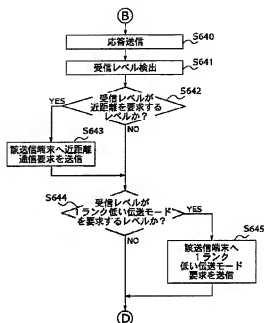 B
応答送信
S640
受信レベル検出
S641
受信レベルが
近距離を要求する
レベルか?
S642
YES
NO
S643
該送信端末へ近距離
通信要求を送信
S644
受信レベルが
1ランク低い伝送モード
を要求するレベルか?
YES
NO
S645
該送信端末へ
1ランク
低い伝送モード
要求を送信
D